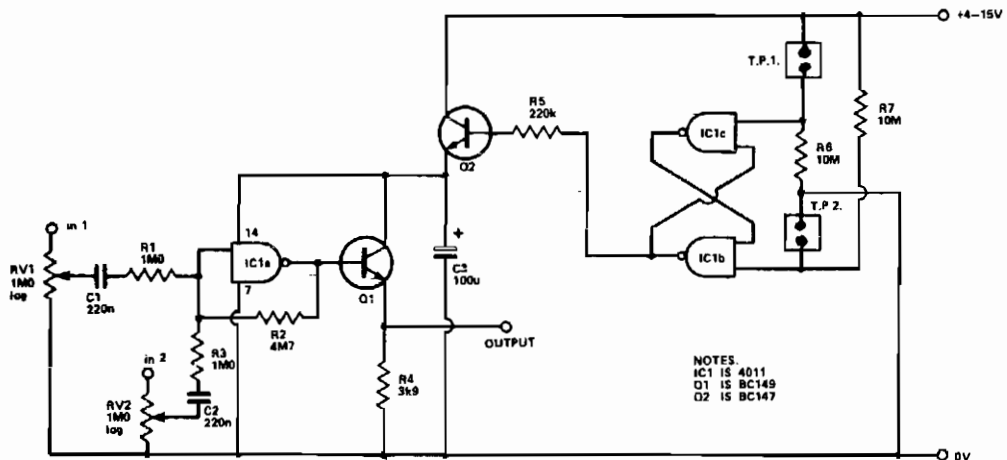 +4-15V
T.P.1.
R5
220k
R7
10M
IC1c
R6
10M
Q2
T.P 2.
in 1
14
+
R1
1M0
IC1a
IC1b
RV1
1M0
log
C1
220n
7
Q1
C3
100u
R2
4M7
OUTPUT
R3
1M0
in 2
NOTES.
IC1 IS 4011
Q1 IS BC149
Q2 IS BC147
R4
3k9
RV2
1M0
log
C2
220n
0V